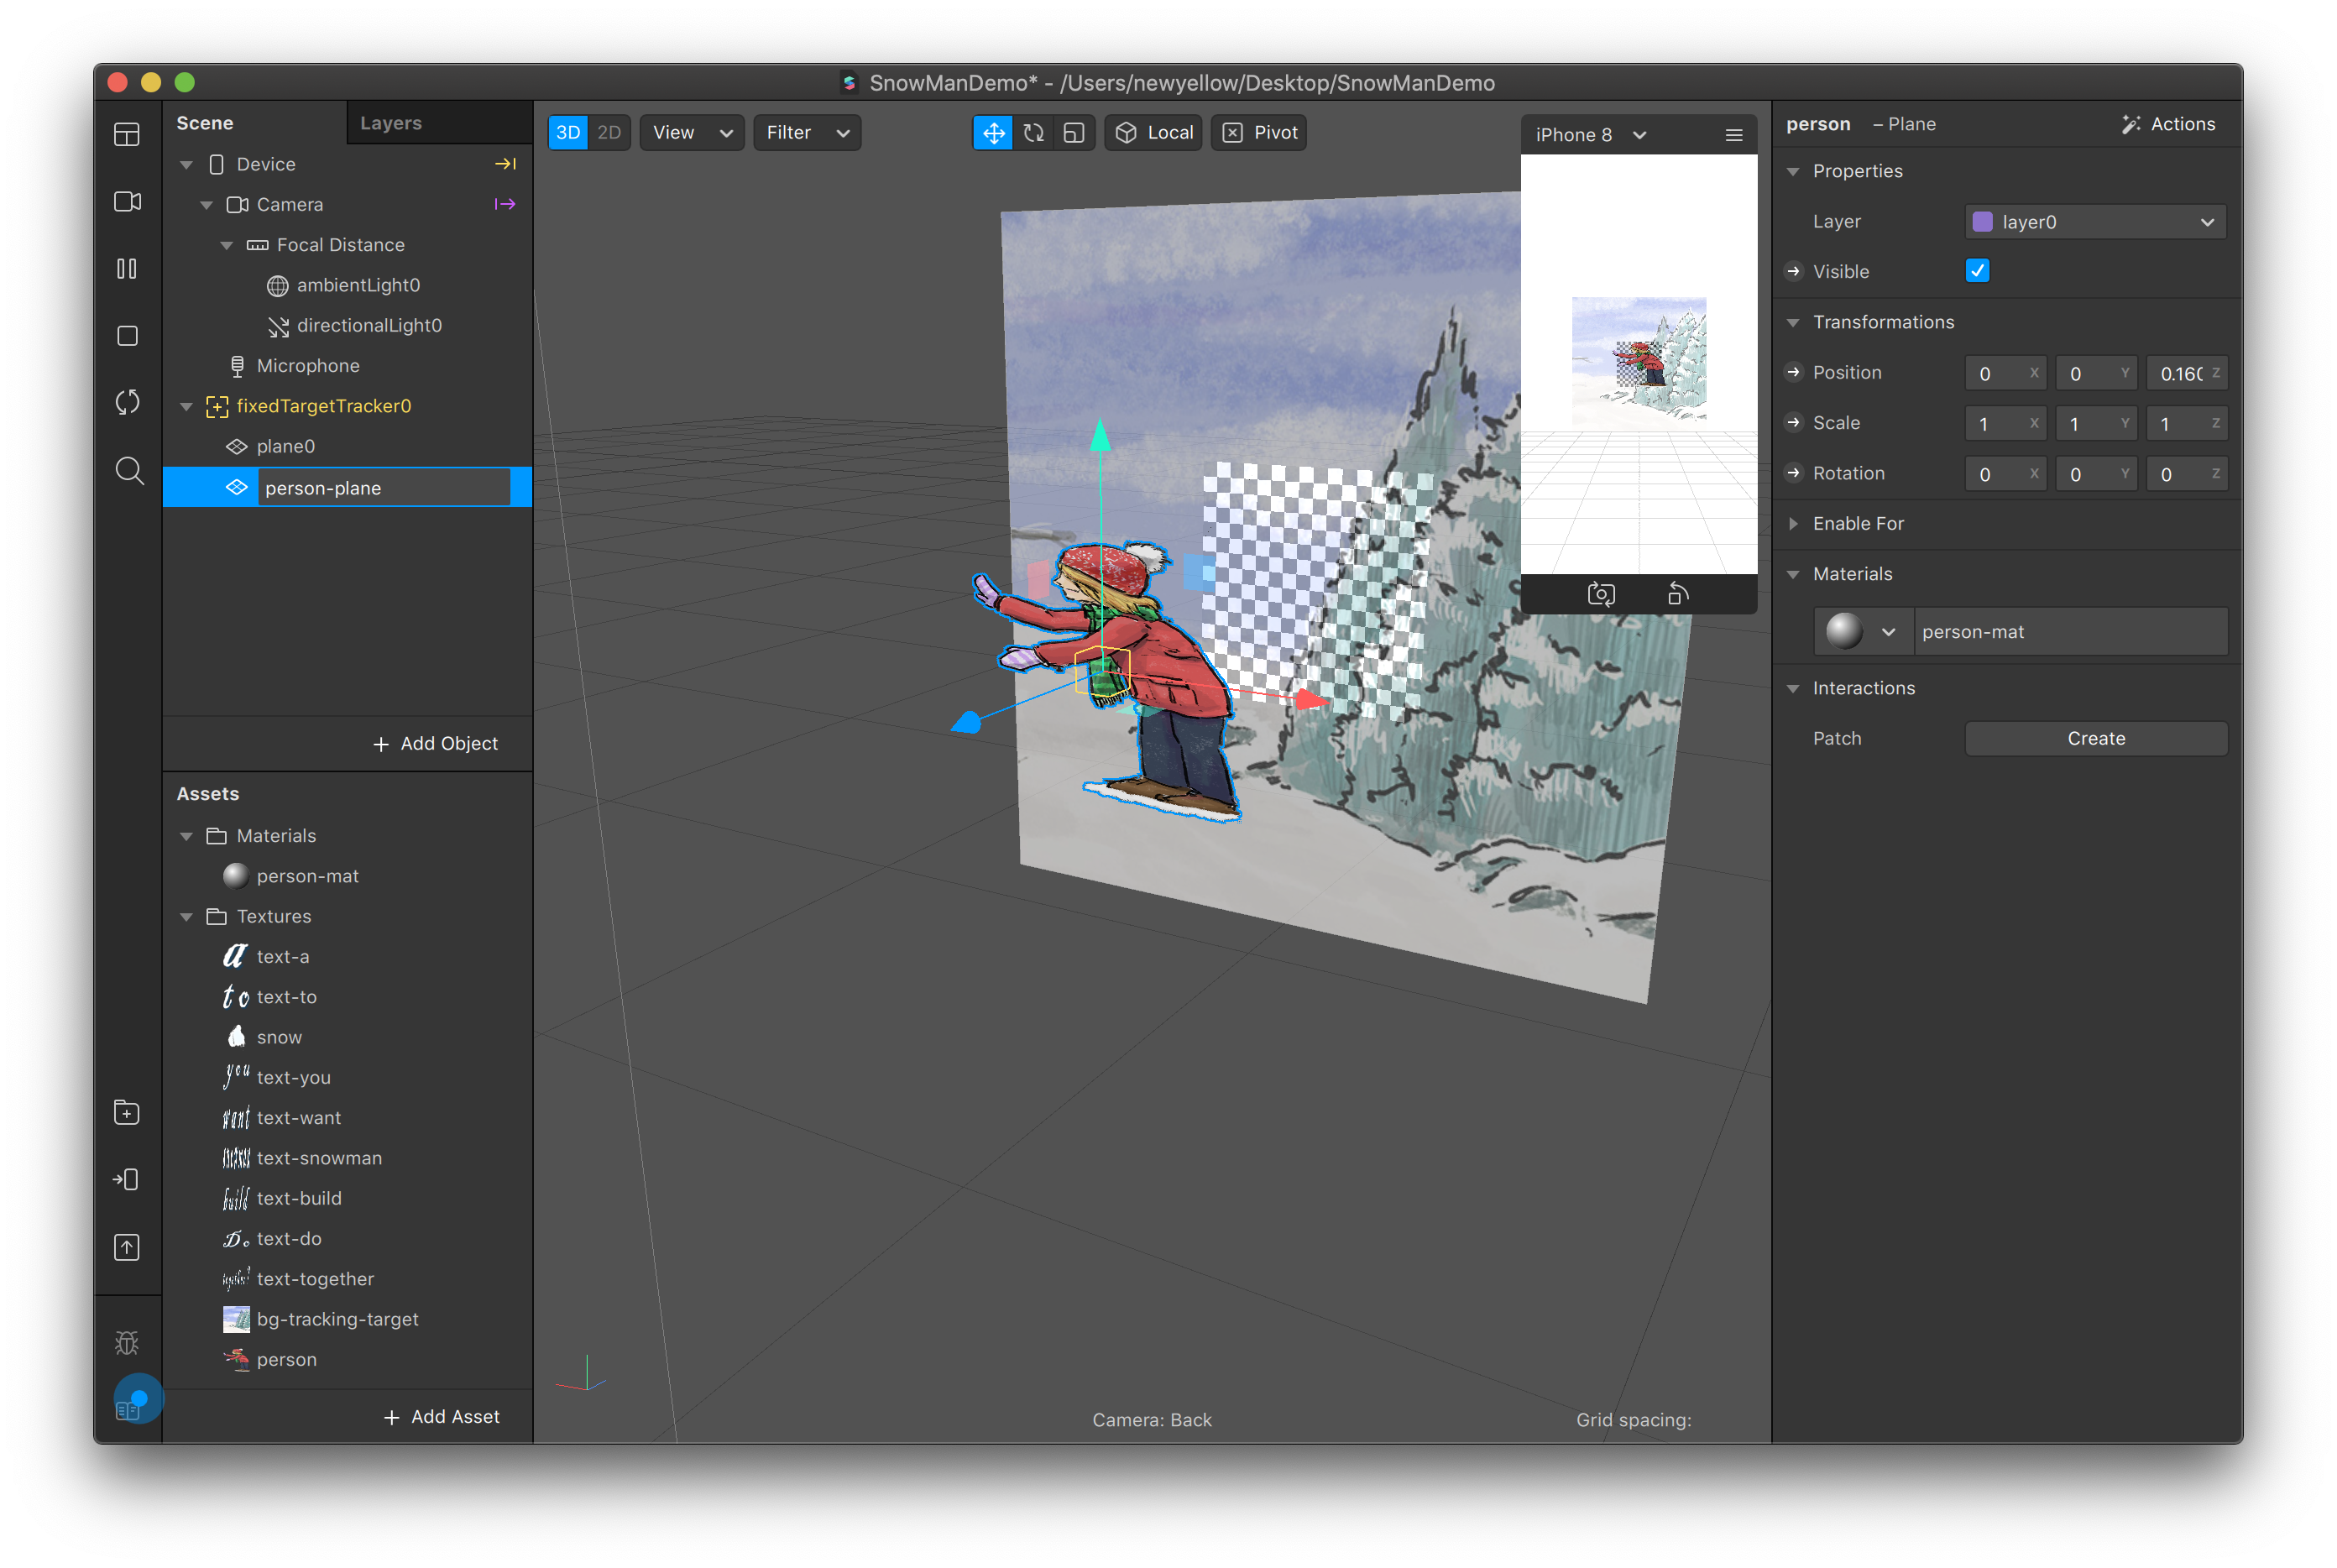 SnowManDemo* - /Users/newyellow/Desktop/SnowManDemo
Scene
Layers
Device
Camera
Focal Distance
ambientLight0
directionalLight0
Microphone
fixedTargetTracker0
plane0
person-plane
+ Add Object
Assets
Materials
person-mat
Textures
text-a
text-to
snow
text-you
text-want
text-snowman
text-build
text-do
text-together
bg-tracking-target
person
+ Add Asset
3D 2D View Filter Local Pivot
iPhone 8
Camera: Back
Grid spacing:
person – Plane Actions
Properties
Layer layer0
Visible
Transformations
Position 0 X 0 Y 0.16 Z
Scale 1 X 1 Y 1 Z
Rotation 0 X 0 Y 0 Z
Enable For
Materials
person-mat
Interactions
Patch Create